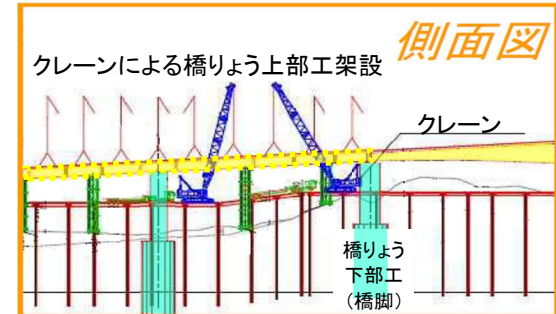 側面図
クレーンによる橋りょう上部工架設
クレーン
橋りょう
下部工
（橋脚）